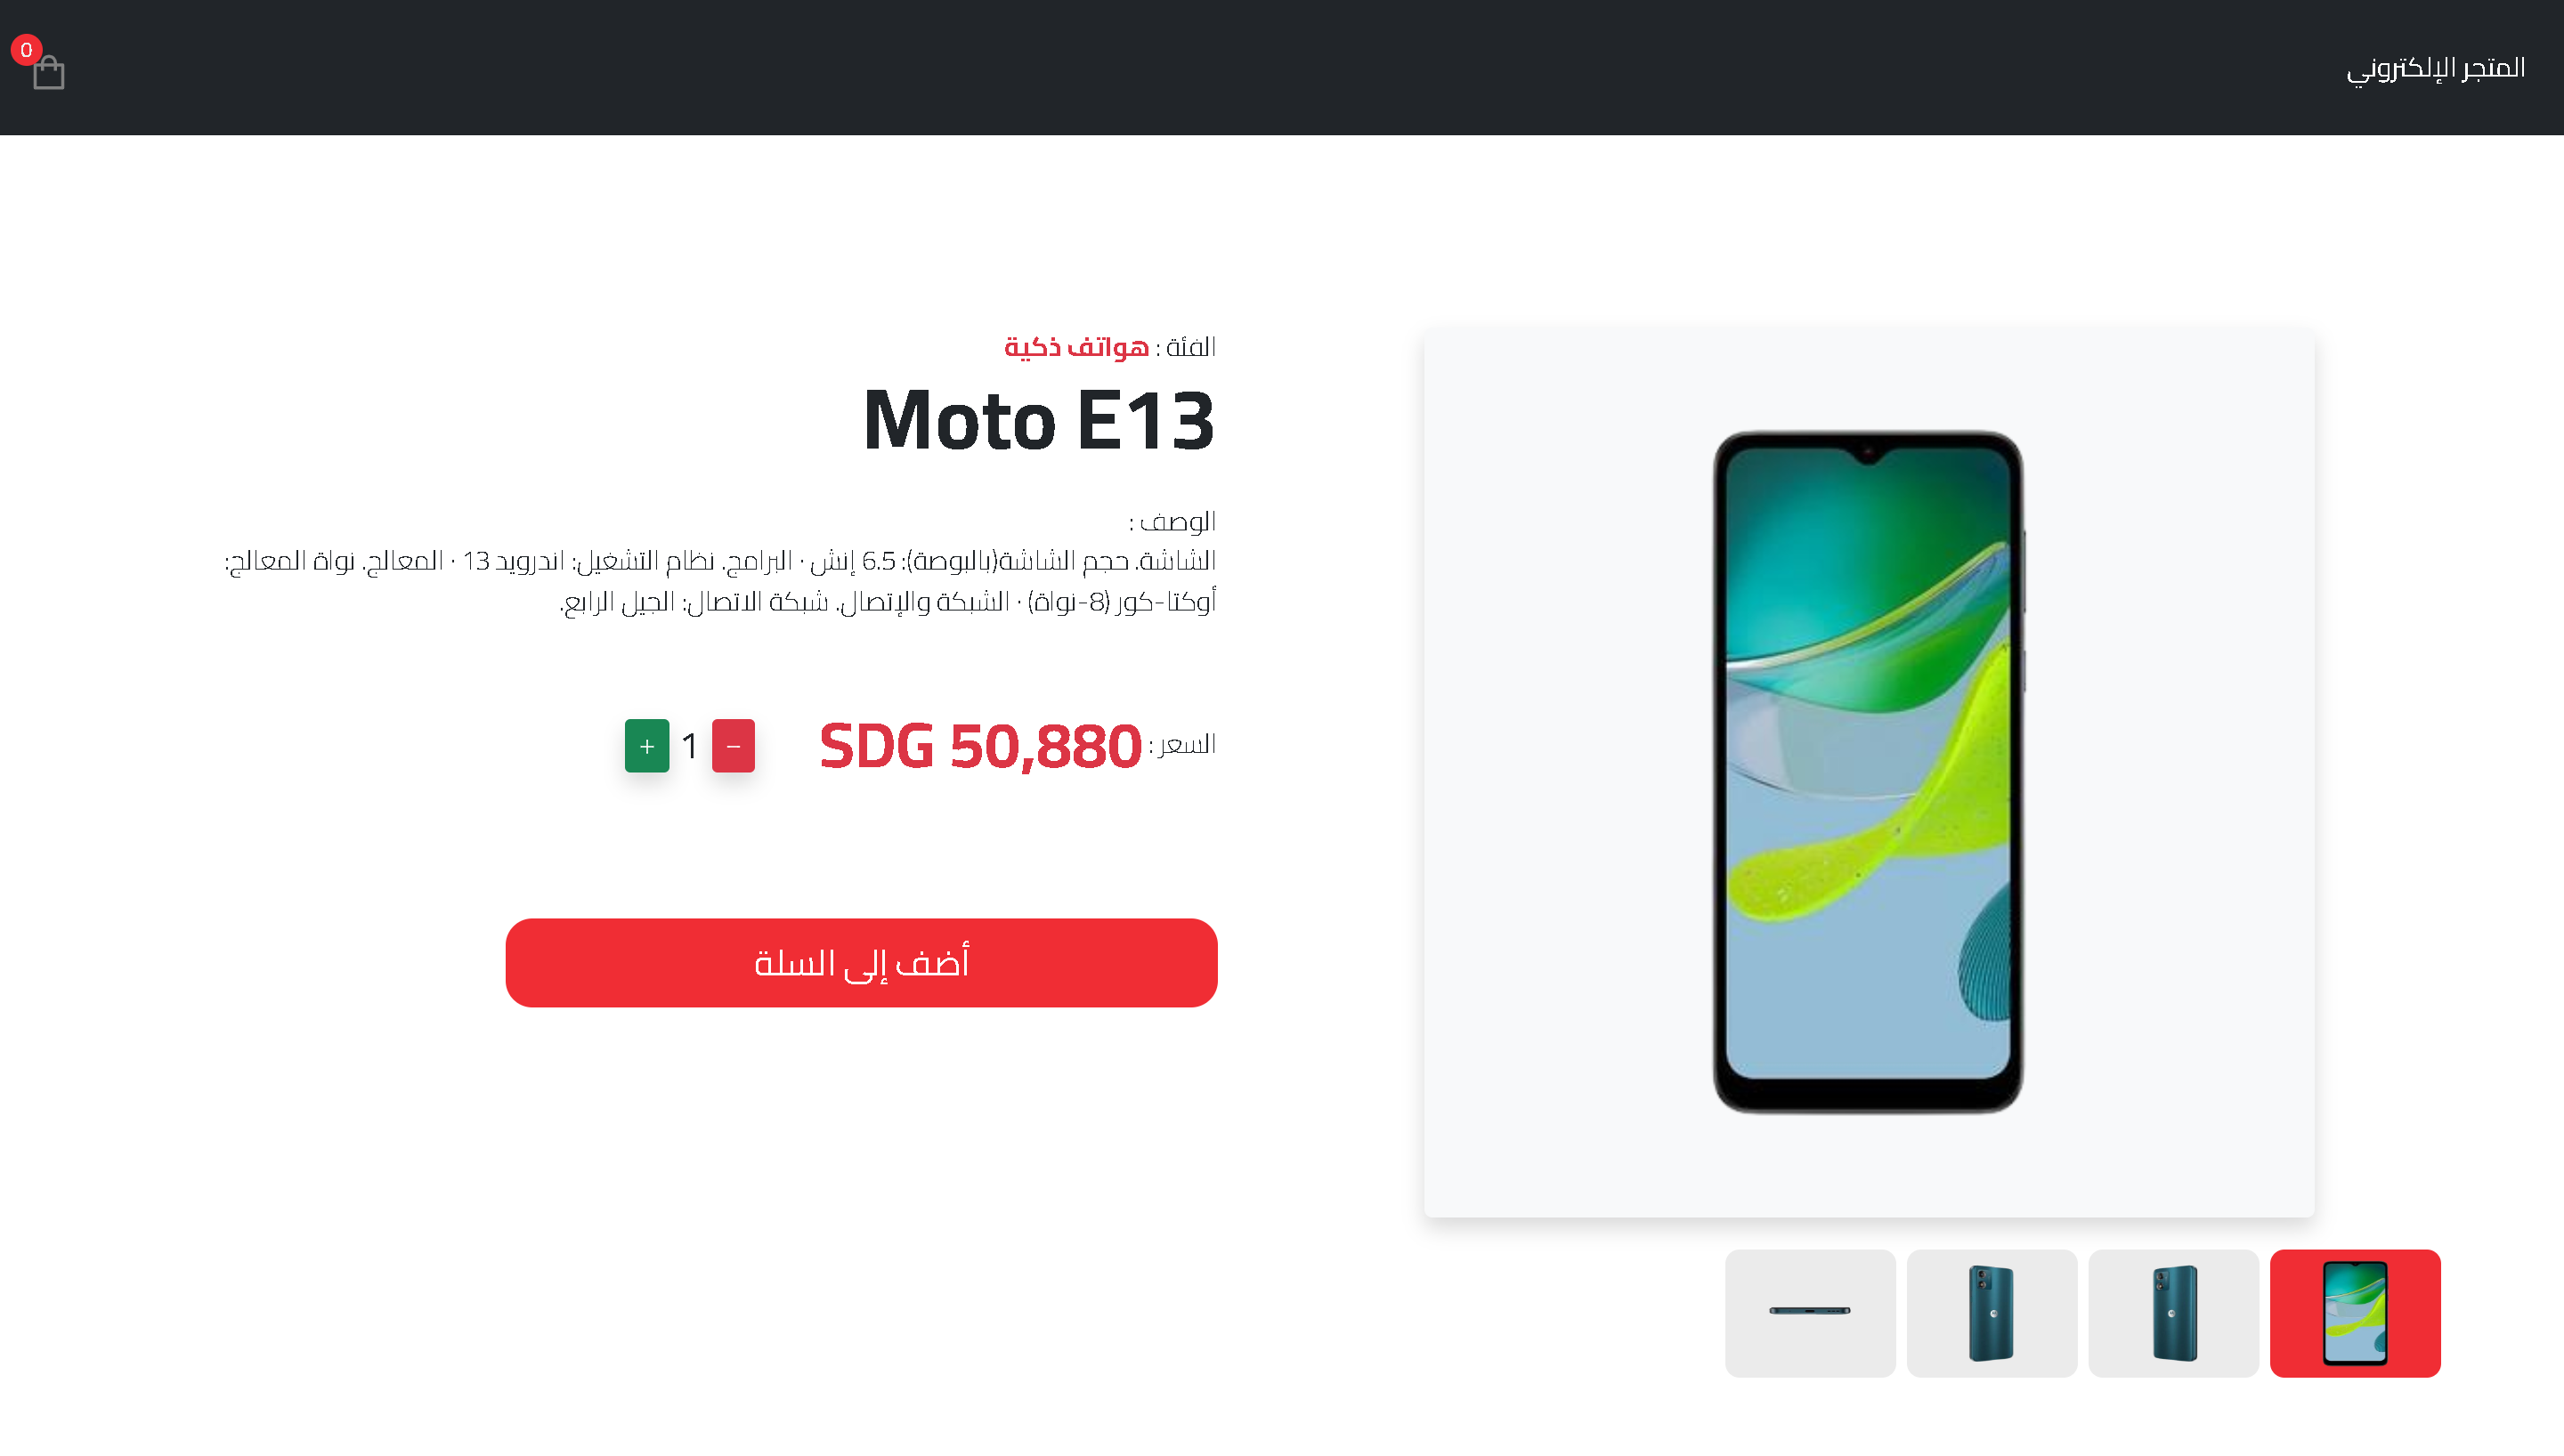 المتجر الإلكتروني
0
الفئة : هواتف ذكية
Moto E13
الوصف :
الشاشة. حجم الشاشة(بالبوصة): 6.5 إنش · البرامج. نظام التشغيل: اندرويد 13 · المعالج. نواة المعالج:
أوكتا-كور (8-نواة) · الشبكة والإتصال. شبكة الاتصال: الجيل الرابع.
السعر : SDG 50,880
− 1 +
أضف إلى السلة